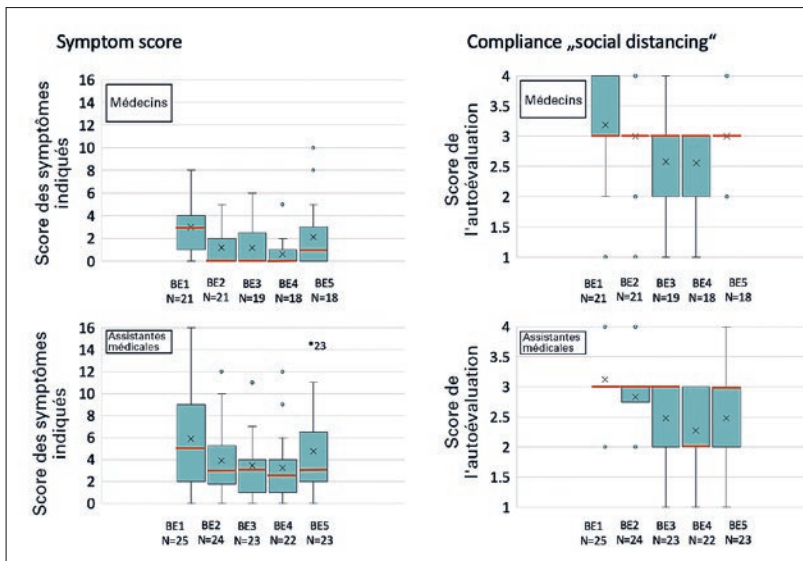 Symptom score
Score des symptômes
indiqués
16
14
12
10
8
6
4
2
0
Médecins
BE1
N=21
BE2
N=21
BE3
N=19
BE4
N=18
BE5
N=18
Compliance „social distancing“
Score de
l'autoévaluation
4
3.5
3
2.5
2
1.5
1
Médecins
BE1
N=21
BE2
N=21
BE3
N=19
BE4
N=18
BE5
N=18
Score des symptômes
indiqués
16
14
12
10
8
6
4
2
0
Assistantes
médicales
*23
BE1
N=25
BE2
N=24
BE3
N=23
BE4
N=22
BE5
N=23
Score de
l'autoévaluation
4
3.5
3
2.5
2
1.5
1
Assistantes
médicales
BE1
N=25
BE2
N=24
BE3
N=23
BE4
N=22
BE5
N=23